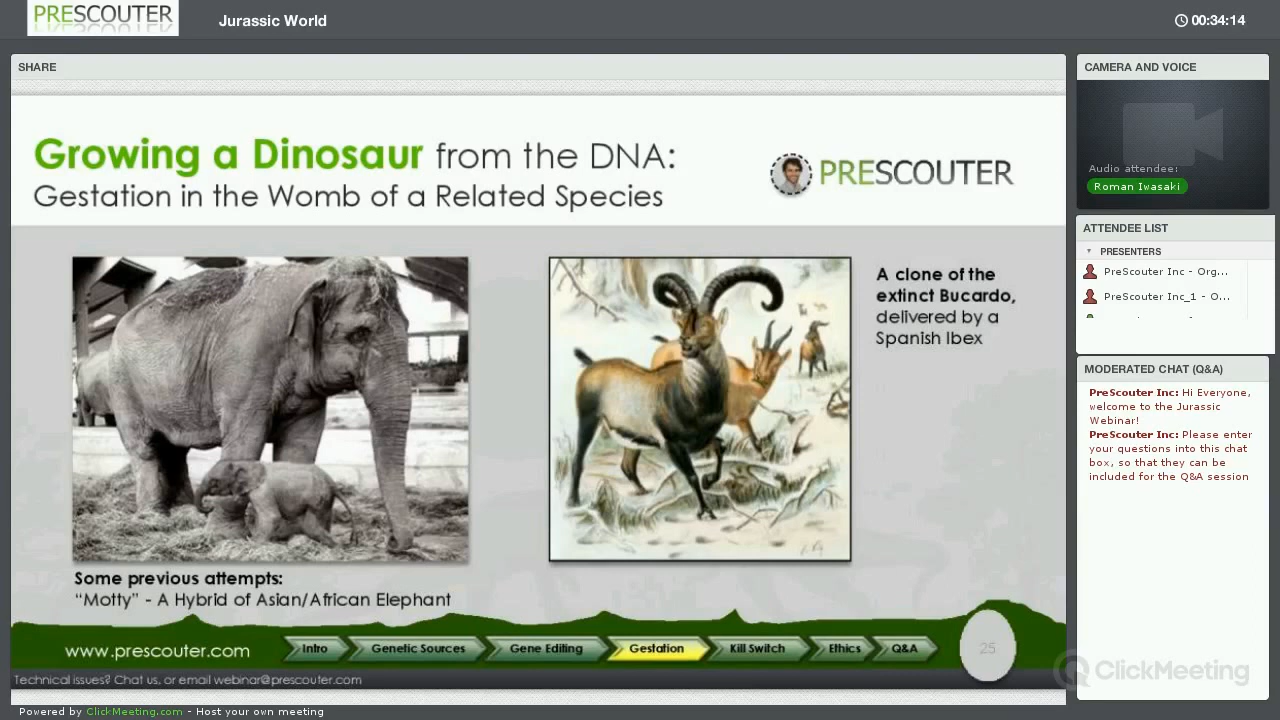 PRESCOUTER
Jurassic World
00:34:14
SHARE
Growing a Dinosaur from the DNA:
Gestation in the Womb of a Related Species
PRESCOUTER
A clone of the
extinct Bucardo,
delivered by a
Spanish Ibex
Some previous attempts:
“Motty” - A Hybrid of Asian/African Elephant
www.prescouter.com
Intro
Genetic Sources
Gene Editing
Gestation
Kill Switch
Ethics
Q&A
25
Technical issues? Chat us, or email webinar@prescouter.com
Powered by ClickMeeting.com - Host your own meeting
CAMERA AND VOICE
Audio attendee:
Roman Iwasaki
ATTENDEE LIST
PRESENTERS
PreScouter Inc - Org...
PreScouter Inc_1 - O...
MODERATED CHAT (Q&A)
PreScouter Inc: Hi Everyone,
welcome to the Jurassic
Webinar!
PreScouter Inc: Please enter
your questions into this chat
box, so that they can be
included for the Q&A session
ClickMeeting